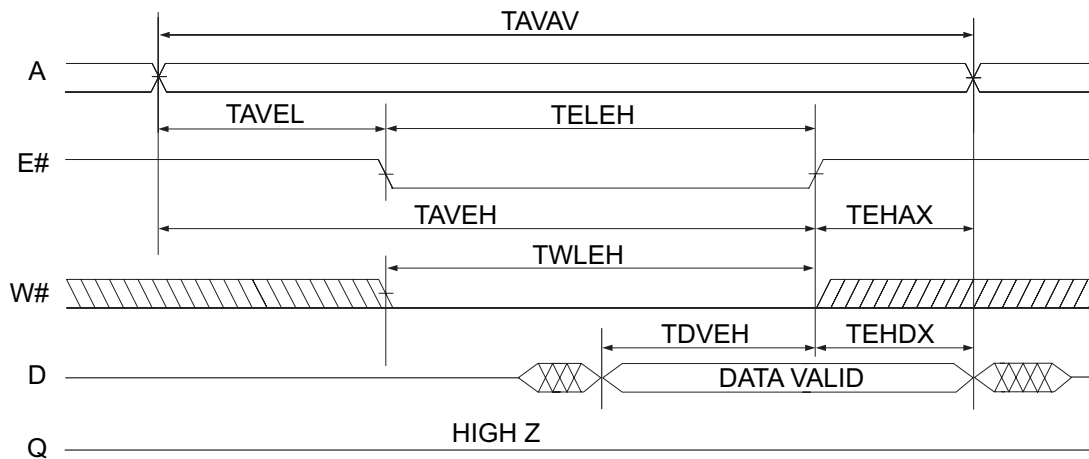 TAVAV
A
TAVEL TELEH
E#
TAVEH TEHAX
TWLEH
W#
TDVEH TEHDX
D DATA VALID
HIGH Z
Q